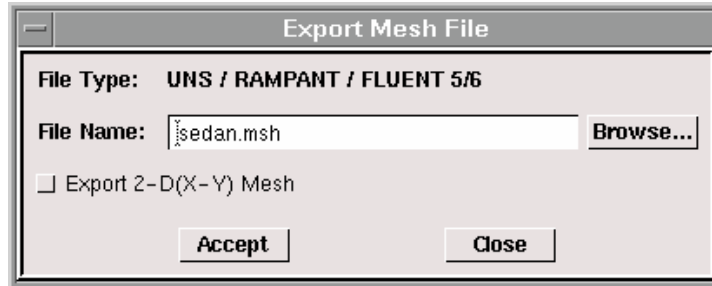 Export Mesh File
File Type: UNS / RAMPANT / FLUENT 5/6
File Name: sedan.msh Browse...
Export 2-D(X-Y) Mesh
Accept Close